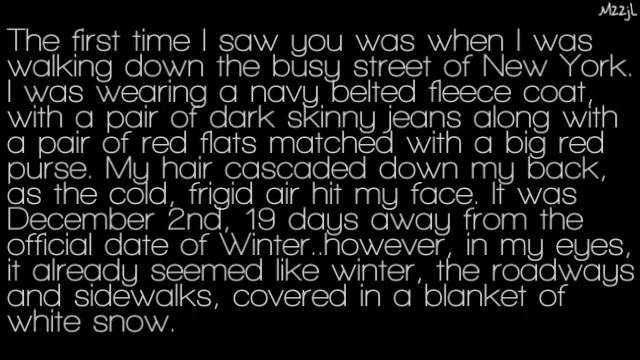 MzzjL
The first time I saw you was when I was
walking down the busy street of New York.
I was wearing a navy belted fleece coat,
with a pair of dark skinny jeans along with
a pair of red flats matched with a big red
purse. My hair cascaded down my back,
as the cold, frigid air hit my face. It was
December 2nd, 19 days away from the
official date of Winter..however, in my eyes,
it already seemed like winter, the roadways
and sidewalks, covered in a blanket of
white snow.